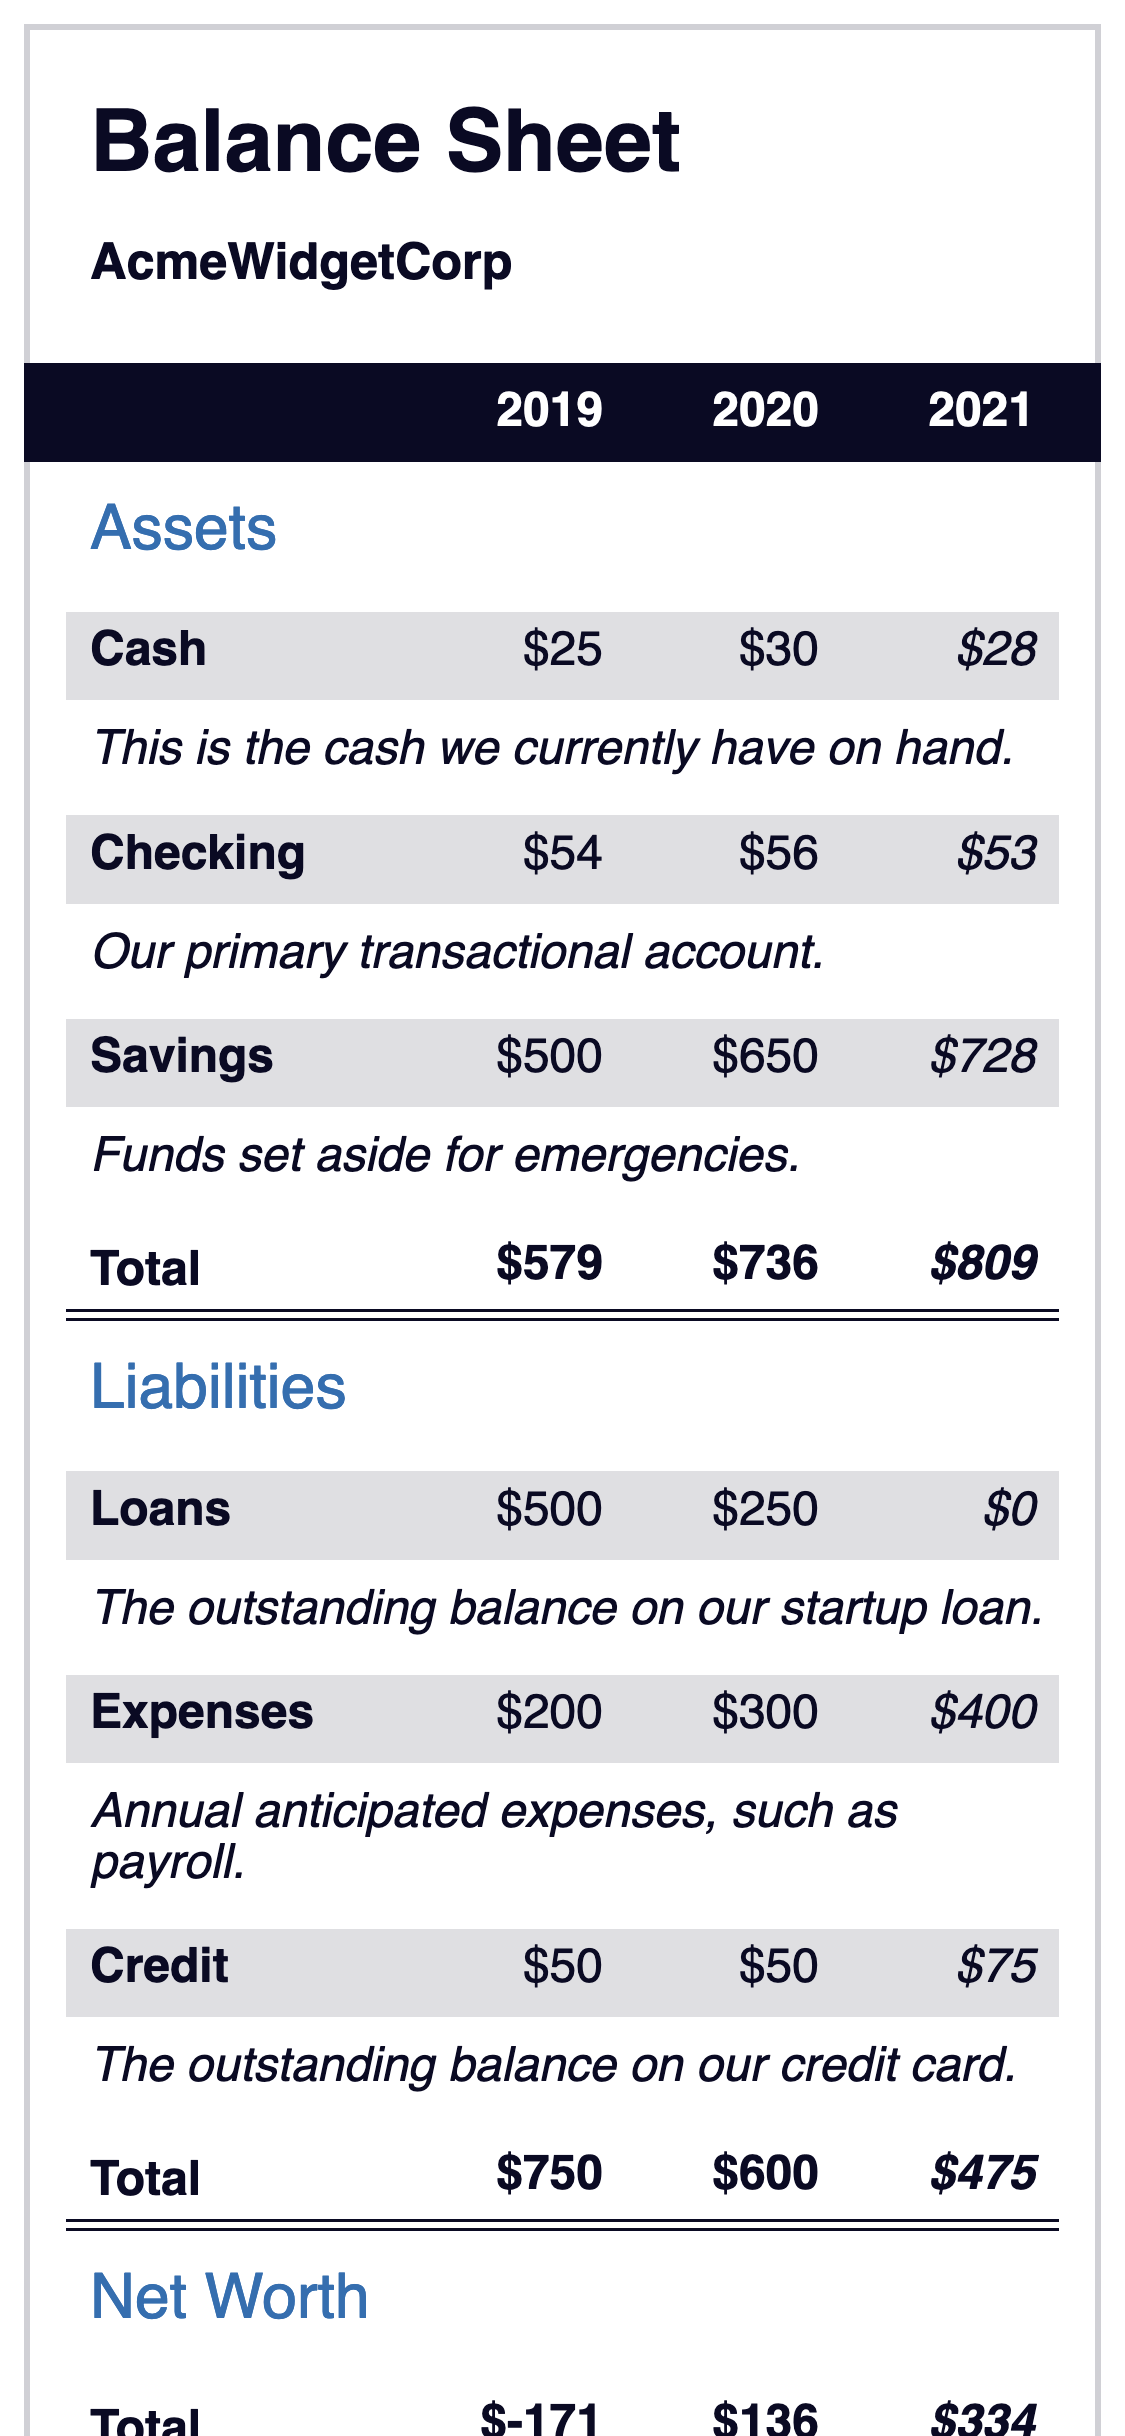 Balance Sheet
AcmeWidgetCorp
2019 2020 2021
Assets
Cash $25 $30 $28
This is the cash we currently have on hand.
Checking $54 $56 $53
Our primary transactional account.
Savings $500 $650 $728
Funds set aside for emergencies.
Total $579 $736 $809
Liabilities
Loans $500 $250 $0
The outstanding balance on our startup loan.
Expenses $200 $300 $400
Annual anticipated expenses, such as
payroll.
Credit $50 $50 $75
The outstanding balance on our credit card.
Total $750 $600 $475
Net Worth
Total $-171 $136 $334